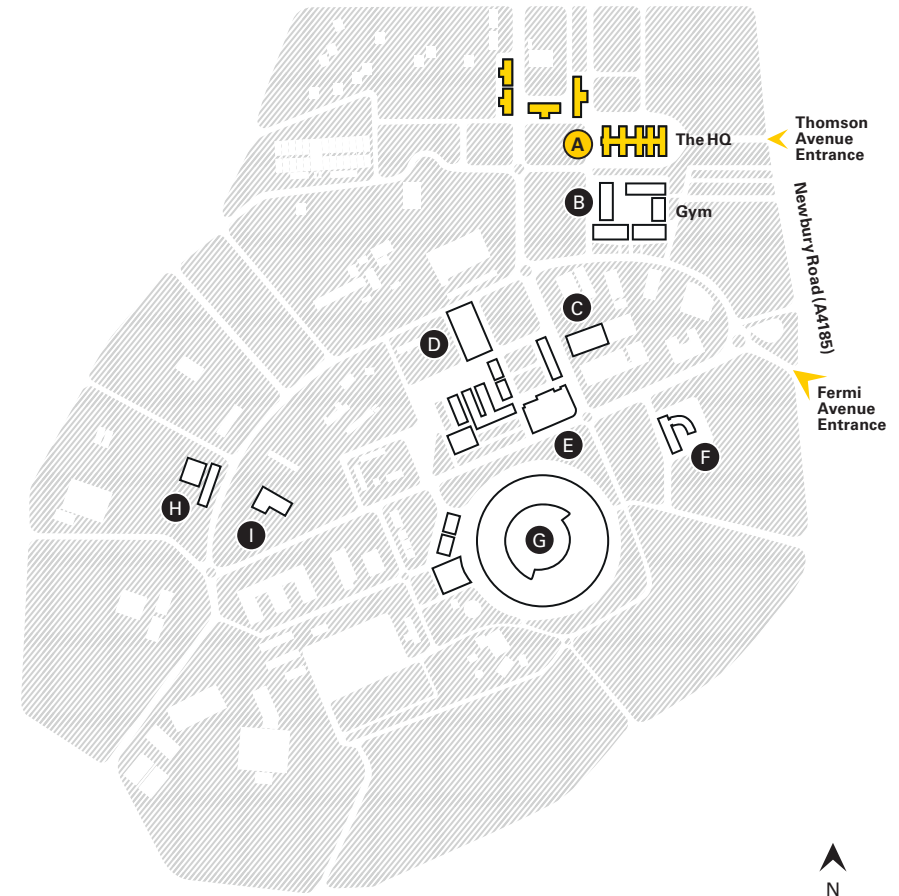 Thomson
Avenue
Entrance
A
The HQ
B
Gym
Newbury Road (A4185)
C
D
Fermi
Avenue
Entrance
E
F
H
I
G
N